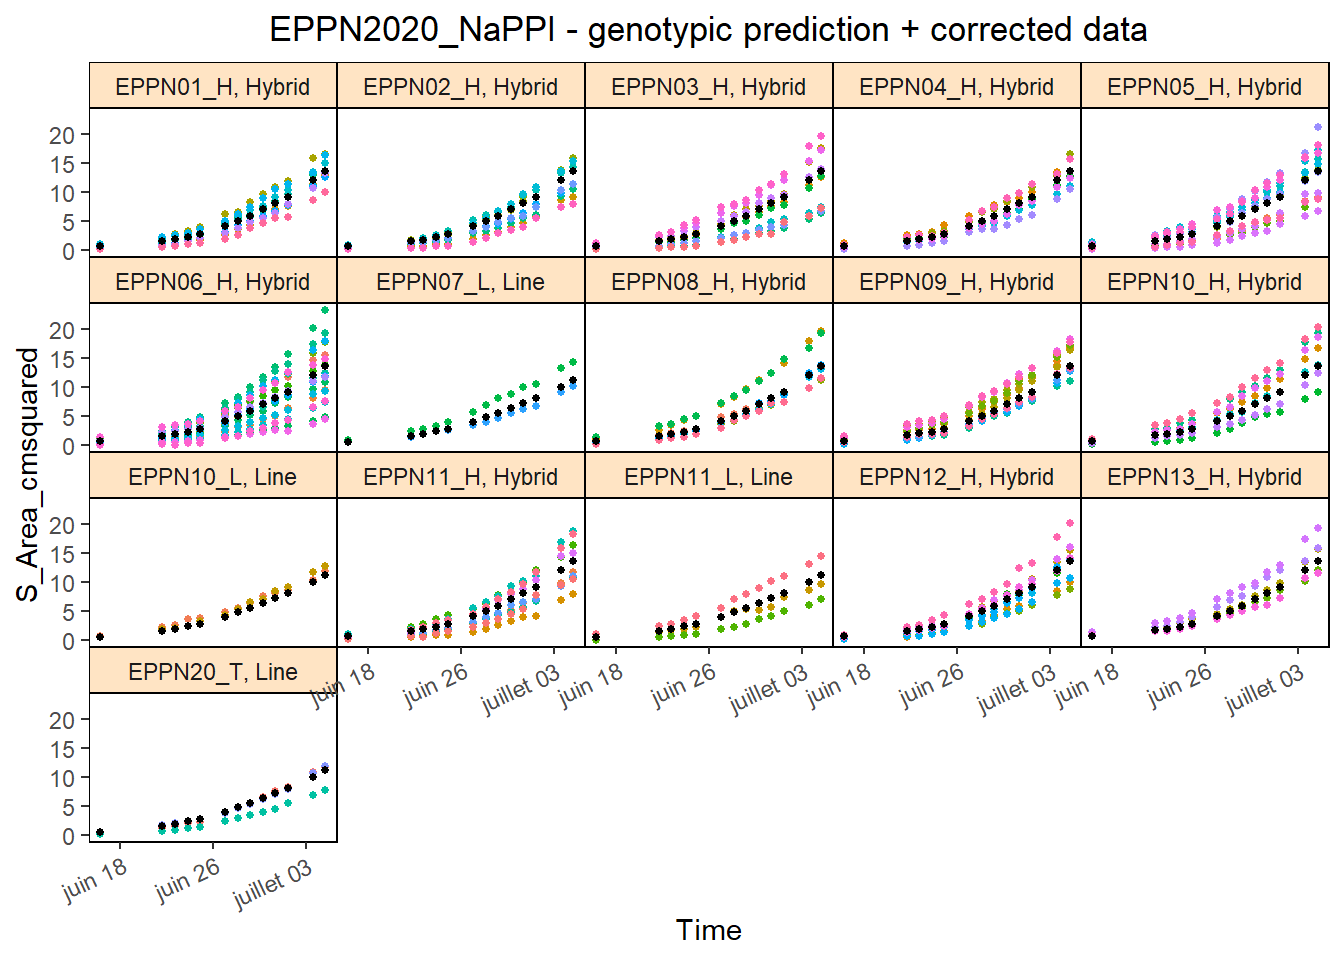 EPPN2020_NaPPI - genotypic prediction + corrected data
EPPN01_H, Hybrid
EPPN02_H, Hybrid
EPPN03_H, Hybrid
EPPN04_H, Hybrid
EPPN05_H, Hybrid
20
15
10
5
0
EPPN06_H, Hybrid
EPPN07_L, Line
EPPN08_H, Hybrid
EPPN09_H, Hybrid
EPPN10_H, Hybrid
20
15
10
5
0
EPPN10_L, Line
EPPN11_H, Hybrid
EPPN11_L, Line
EPPN12_H, Hybrid
EPPN13_H, Hybrid
20
15
10
5
0
juin 18
juin 26
juillet 03
juin 18
juin 26
juillet 03
juin 18
juin 26
juillet 03
juin 18
juin 26
juillet 03
EPPN20_T, Line
20
15
10
5
0
juin 18
juin 26
juillet 03
S_Area_cmsquared
Time